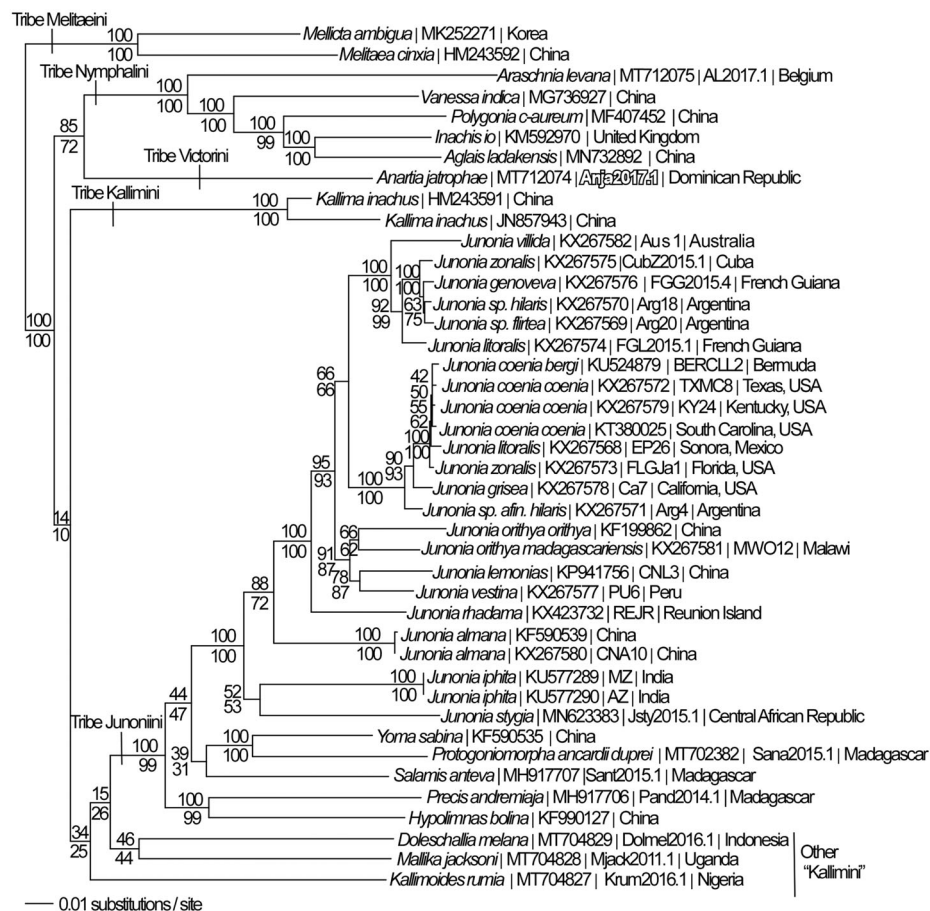 Tribe Melitaeini
100
100
Mellicta ambigua | MK252271 | Korea
Melitaea cinxia | HM243592 | China
Tribe Nymphalini
100
100
Araschnia levana | MT712075 | AL2017.1 | Belgium
100
100
Vanessa indica | MG736927 | China
100
99
Polygonia c-aureum | MF407452 | China
100
100
Inachis io | KM592970 | United Kingdom
Aglais ladakensis | MN732892 | China
85
72
Tribe Victorini
Anartia jatrophae | MT712074 | Anja2017.1 | Dominican Republic
Tribe Kallimini
100
100
Kallima inachus | HM243591 | China
Kallima inachus | JN857943 | China
Junonia villida | KX267582 | Aus 1 | Australia
100
100
100
100
Junonia zonalis | KX267575 |CubZ2015.1 | Cuba
Junonia genoveva | KX267576 | FGG2015.4 | French Guiana
92
99
63
75
Junonia sp. hilaris | KX267570 | Arg18 | Argentina
Junonia sp. flirtea | KX267569 | Arg20 | Argentina
100
100
Junonia litoralis | KX267574 | FGL2015.1 | French Guiana
Junonia coenia bergi | KU524879 | BERCLL2 | Bermuda
66
66
42
50
Junonia coenia coenia | KX267572 | TXMC8 | Texas, USA
55
62
Junonia coenia coenia | KX267579 | KY24 | Kentucky, USA
Junonia coenia coenia | KT380025 | South Carolina, USA
100
100
Junonia litoralis | KX267568 | EP26 | Sonora, Mexico
95
93
90
93
Junonia zonalis | KX267573 | FLGJa1 | Florida, USA
100
100
Junonia grisea | KX267578 | Ca7 | California, USA
Junonia sp. afin. hilaris | KX267571 | Arg4 | Argentina
14
10
100
100
66
62
Junonia orithya orithya | KF199862 | China
Junonia orithya madagascariensis | KX267581 | MWO12 | Malawi
91
87
78
87
Junonia lemonias | KP941756 | CNL3 | China
Junonia vestina | KX267577 | PU6 | Peru
88
72
Junonia rhadama | KX423732 | REJR | Reunion Island
100
100
Junonia almana | KF590539 | China
Junonia almana | KX267580 | CNA10 | China
100
100
100
100
Junonia iphita | KU577289 | MZ | India
Junonia iphita | KU577290 | AZ | India
52
53
Junonia stygia | MN623383 | Jsty2015.1 | Central African Republic
44
47
Tribe Junoniini
100
100
Yoma sabina | KF590535 | China
100
99
39
31
Protogoniomorpha ancardii duprei | MT702382 | Sana2015.1 | Madagascar
Salamis anteva | MH917707 |Sant2015.1 | Madagascar
100
99
Precis andremiaja | MH917706 | Pand2014.1 | Madagascar
Hypolimnas bolina | KF990127 | China
15
26
34
25
46
44
Doleschallia melana | MT704829 | Dolmel2016.1 | Indonesia
Mallika jacksoni | MT704828 | Mjack2011.1 | Uganda
Kallimoides rumia | MT704827 | Krum2016.1 | Nigeria
Other
"Kallimini"
0.01 substitutions / site